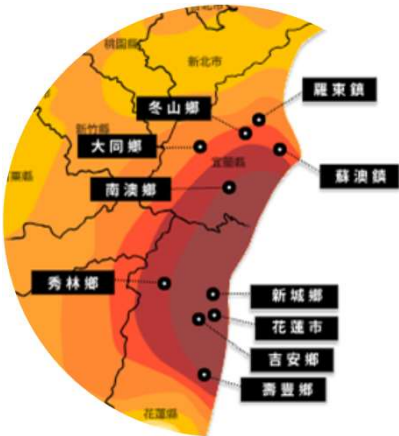 桃園縣
新北市
羅東鎮
冬山鄉
新竹縣
大同鄉
宜蘭縣
蘇澳鎮
南澳鄉
秀林鄉
新城鄉
花蓮市
吉安鄉
壽豐鄉
花蓮縣